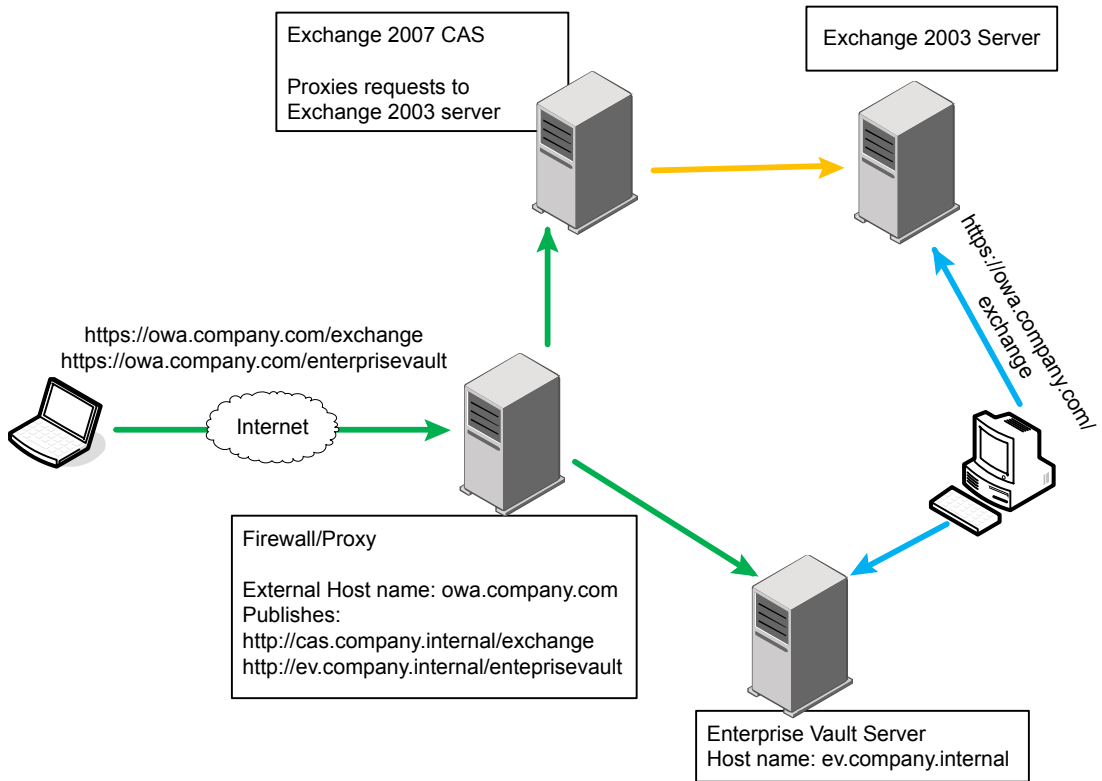 Exchange 2007 CAS
Proxies requests to
Exchange 2003 server
Exchange 2003 Server
https://owa.company.com/
exchange
https://owa.company.com/exchange
https://owa.company.com/enterprisevault
Internet
Firewall/Proxy
External Host name: owa.company.com
Publishes:
http://cas.company.internal/exchange
http://ev.company.internal/enteprisevault
Enterprise Vault Server
Host name: ev.company.internal